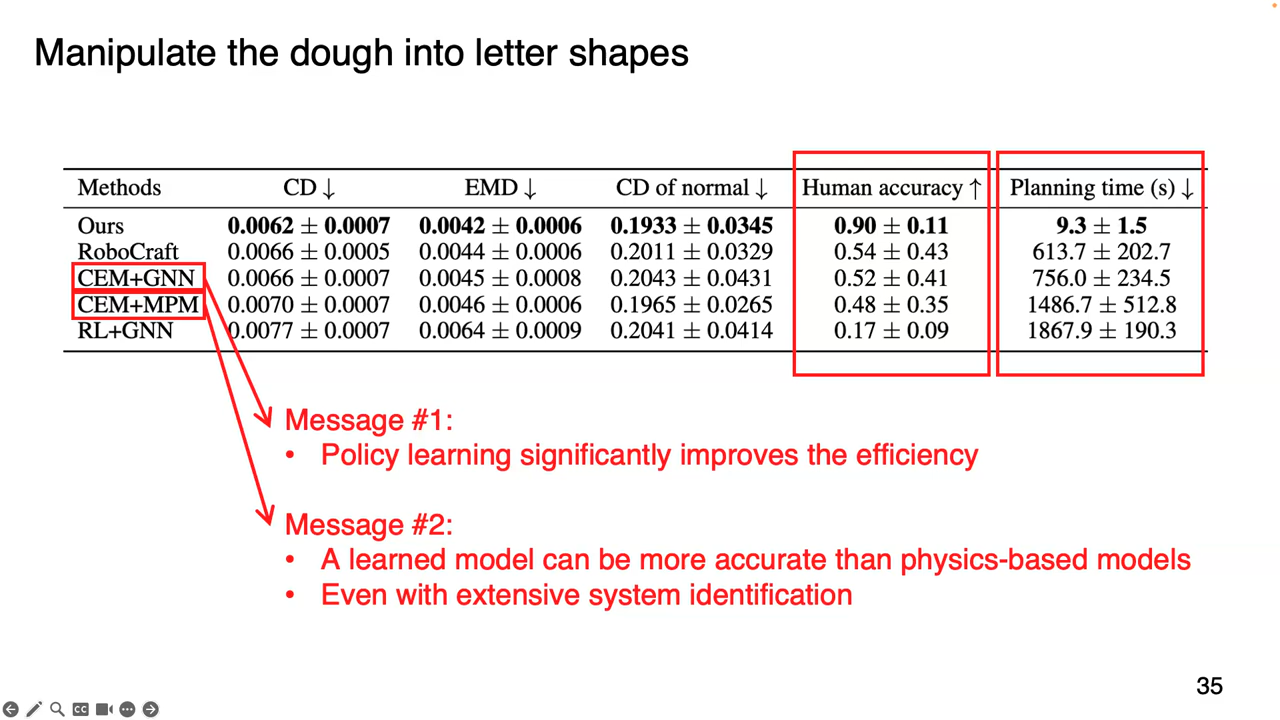 Manipulate the dough into letter shapes
Methods CD ↓ EMD ↓ CD of normal ↓ Human accuracy ↑ Planning time (s) ↓
Ours 0.0062 ± 0.0007 0.0042 ± 0.0006 0.1933 ± 0.0345 0.90 ± 0.11 9.3 ± 1.5
RoboCraft 0.0066 ± 0.0005 0.0044 ± 0.0006 0.2011 ± 0.0329 0.54 ± 0.43 613.7 ± 202.7
CEM+GNN 0.0066 ± 0.0007 0.0045 ± 0.0008 0.2043 ± 0.0431 0.52 ± 0.41 756.0 ± 234.5
CEM+MPM 0.0070 ± 0.0007 0.0046 ± 0.0006 0.1965 ± 0.0265 0.48 ± 0.35 1486.7 ± 512.8
RL+GNN 0.0077 ± 0.0007 0.0064 ± 0.0009 0.2041 ± 0.0414 0.17 ± 0.09 1867.9 ± 190.3
Message #1:
• Policy learning significantly improves the efficiency
Message #2:
• A learned model can be more accurate than physics-based models
• Even with extensive system identification
35
CC